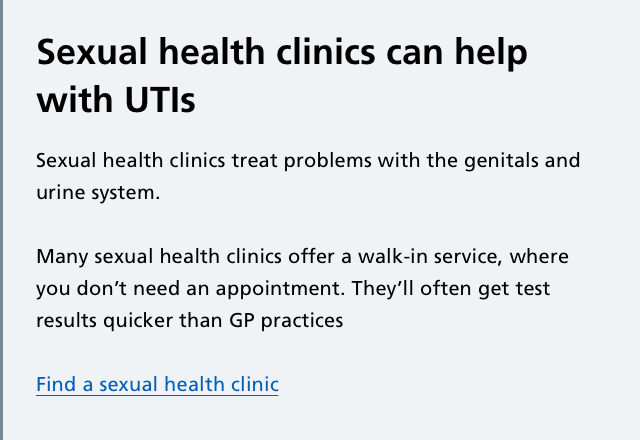 Sexual health clinics can help
with UTIs
Sexual health clinics treat problems with the genitals and
urine system.
Many sexual health clinics offer a walk-in service, where
you don’t need an appointment. They’ll often get test
results quicker than GP practices
Find a sexual health clinic